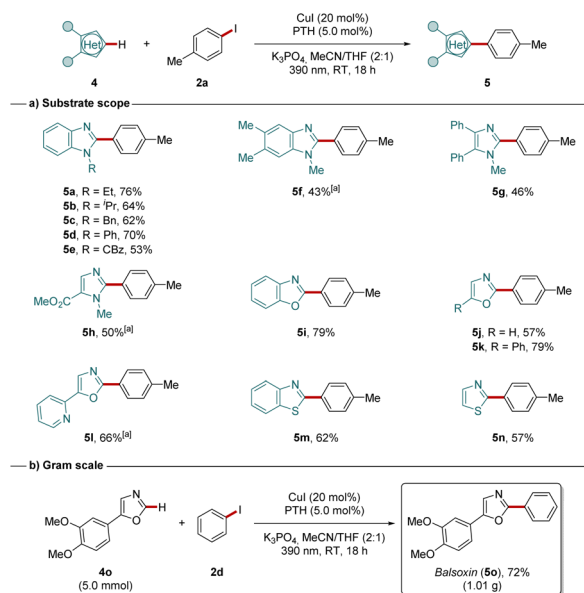 CuI (20 mol%)
PTH (5.0 mol%)
K3PO4, MeCN/THF (2:1)
390 nm, RT, 18 h
Het
H
+
I
Me
Het
Me
4
2a
5
a) Substrate scope
N
N
R
Me
5a, R = Et, 76%
5b, R = iPr, 64%
5c, R = Bn, 62%
5d, R = Ph, 70%
5e, R = CBz, 53%
Me
Me
N
N
Me
Me
5f, 43%[a]
Ph
Ph
N
N
Me
Me
5g, 46%
MeO2C
N
N
Me
Me
5h, 50%[a]
N
O
Me
5i, 79%
R
N
O
Me
5j, R = H, 57%
5k, R = Ph, 79%
N
N
O
Me
5l, 66%[a]
N
S
Me
5m, 62%
N
S
Me
5n, 57%
b) Gram scale
MeO
MeO
N
O
H
4o
(5.0 mmol)
+
I
2d
CuI (20 mol%)
PTH (5.0 mol%)
K3PO4, MeCN/THF (2:1)
390 nm, RT, 18 h
MeO
MeO
N
O
Balsoxin (5o), 72%
(1.01 g)